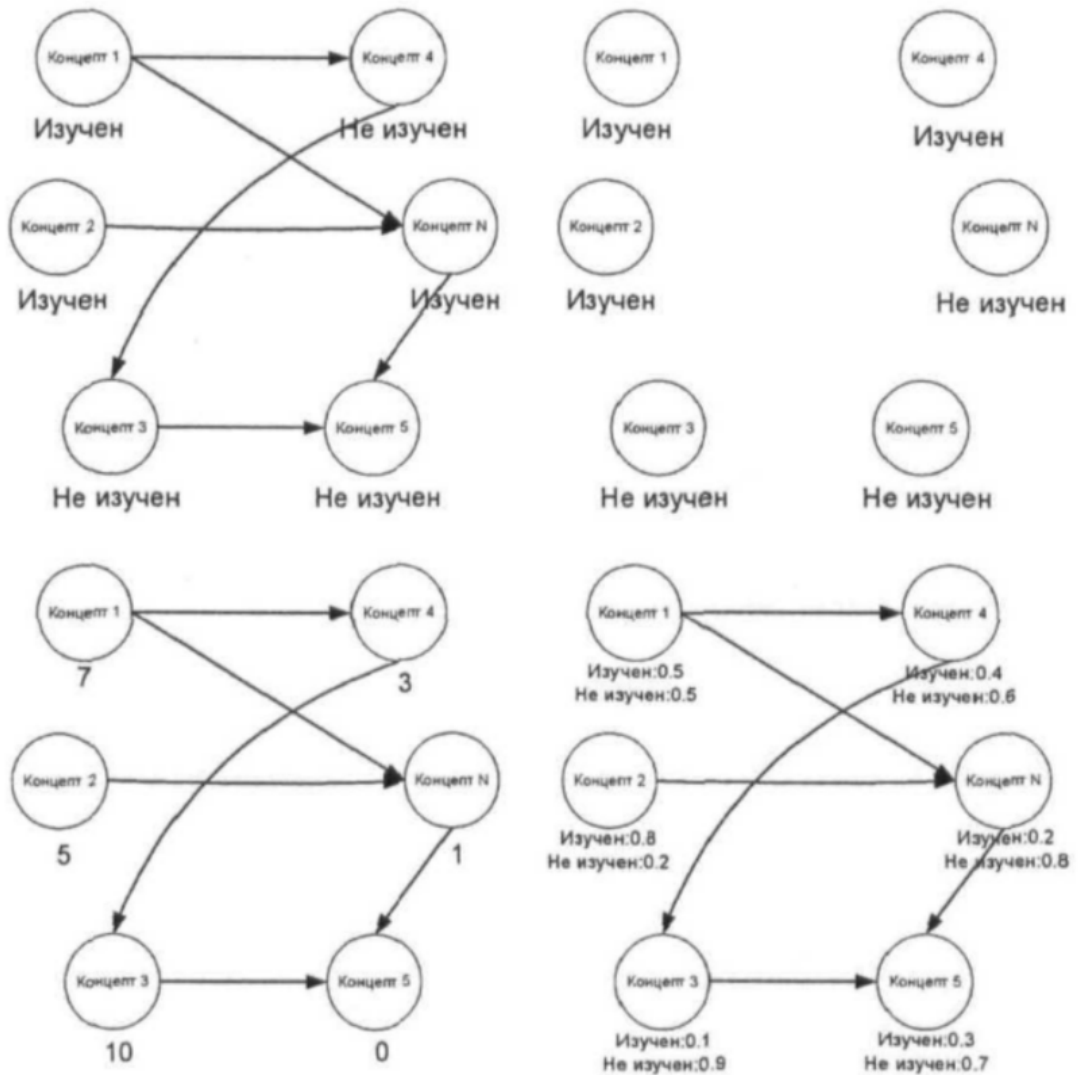 Концепт 1
Концепт 4
Изучен
Не изучен
Концепт 2
Концепт N
Изучен
Изучен
Концепт 3
Концепт 5
Не изучен
Не изучен
Концепт 1
Концепт 4
Изучен
Изучен
Концепт 2
Концепт N
Изучен
Не изучен
Концепт 3
Концепт 5
Не изучен
Не изучен
Концепт 1
Концепт 4
7
3
Концепт 2
Концепт N
5
1
Концепт 3
Концепт 5
10
0
Концепт 1
Концепт 4
Изучен:0.5
Не изучен:0.5
Изучен:0.4
Не изучен:0.6
Концепт 2
Концепт N
Изучен:0.8
Не изучен:0.2
Изучен:0.2
Не изучен:0.8
Концепт 3
Концепт 5
Изучен:0.1
Не изучен:0.9
Изучен:0.3
Не изучен:0.7